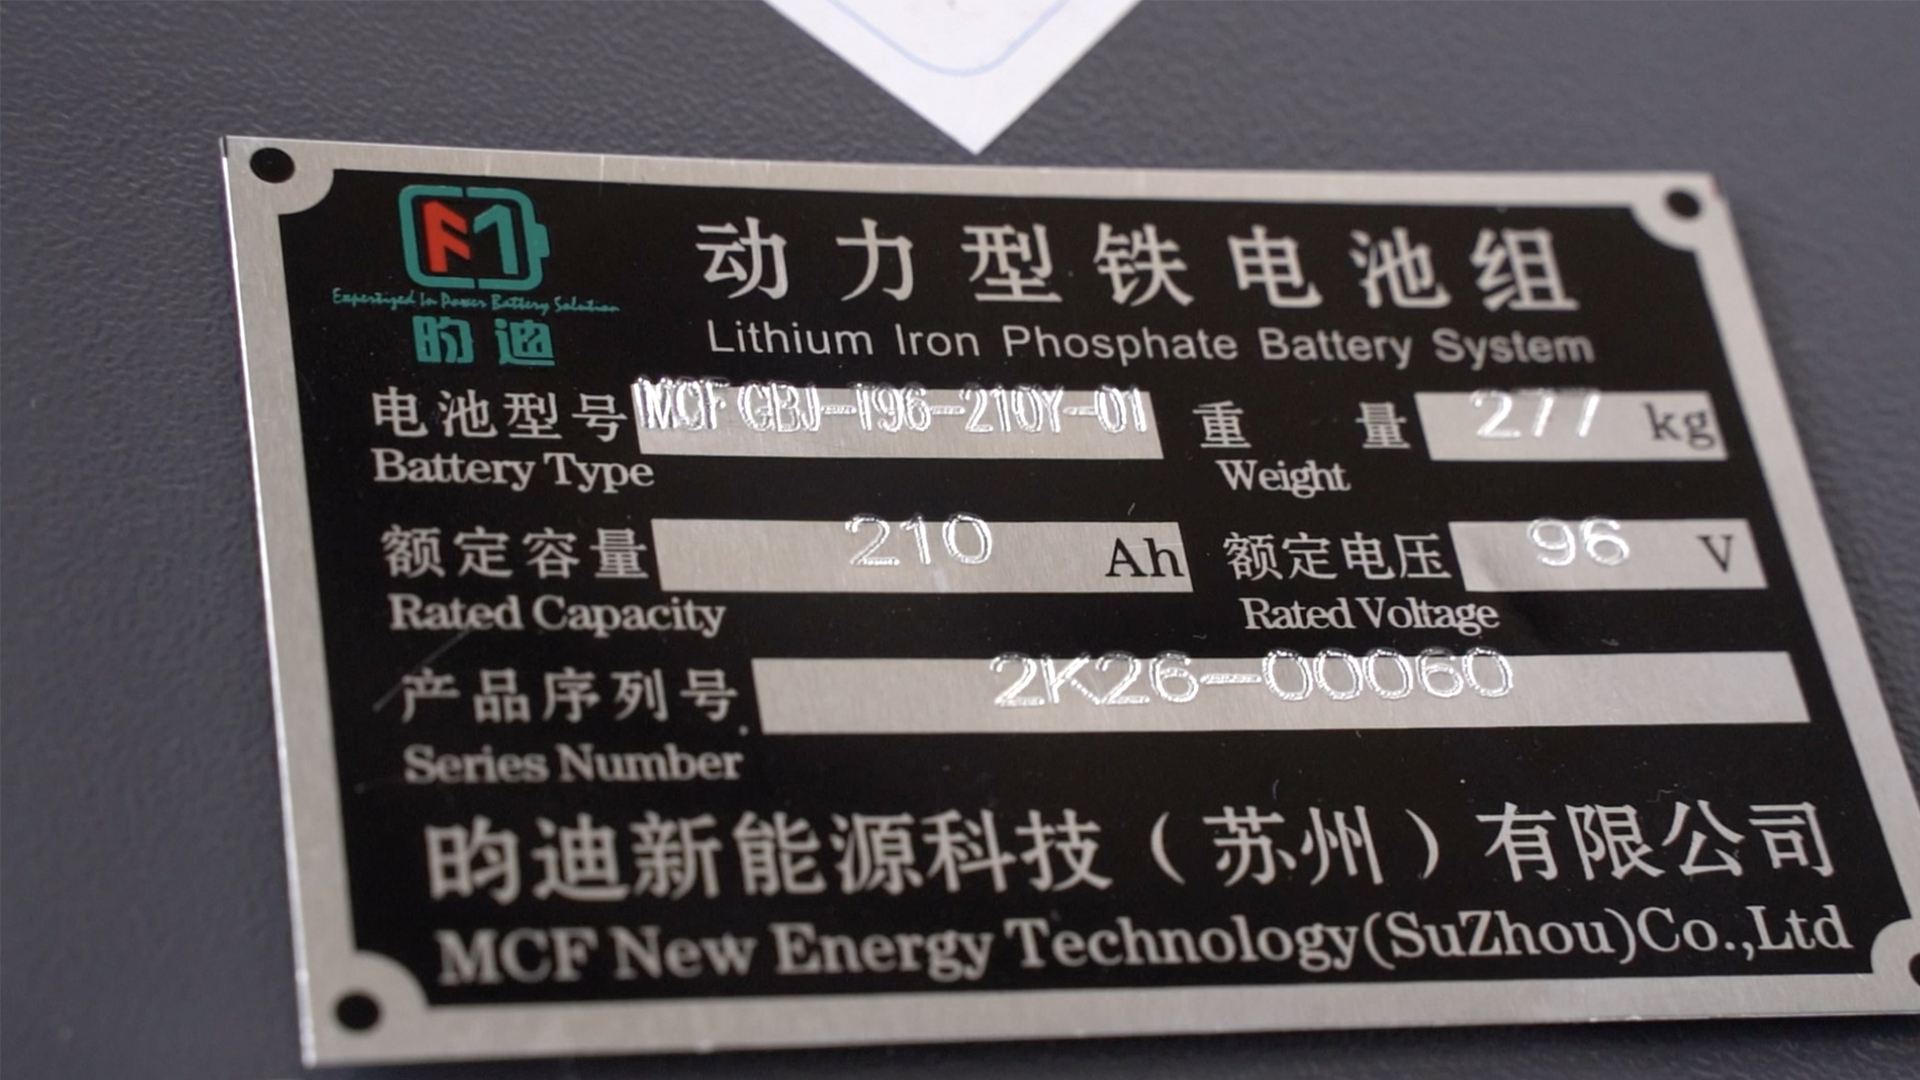 Expertized In Power Battery Solution
昀迪
动力型铁电池组
Lithium Iron Phosphate Battery System
电池型号 MCF GBJ-T96-210Y-01 重量 277 kg
Battery Type Weight
额定容量 210 Ah 额定电压 96 V
Rated Capacity Rated Voltage
产品序列号 2K26-00060
Series Number
昀迪新能源科技（苏州）有限公司
MCF New Energy Technology(SuZhou)Co.,Ltd